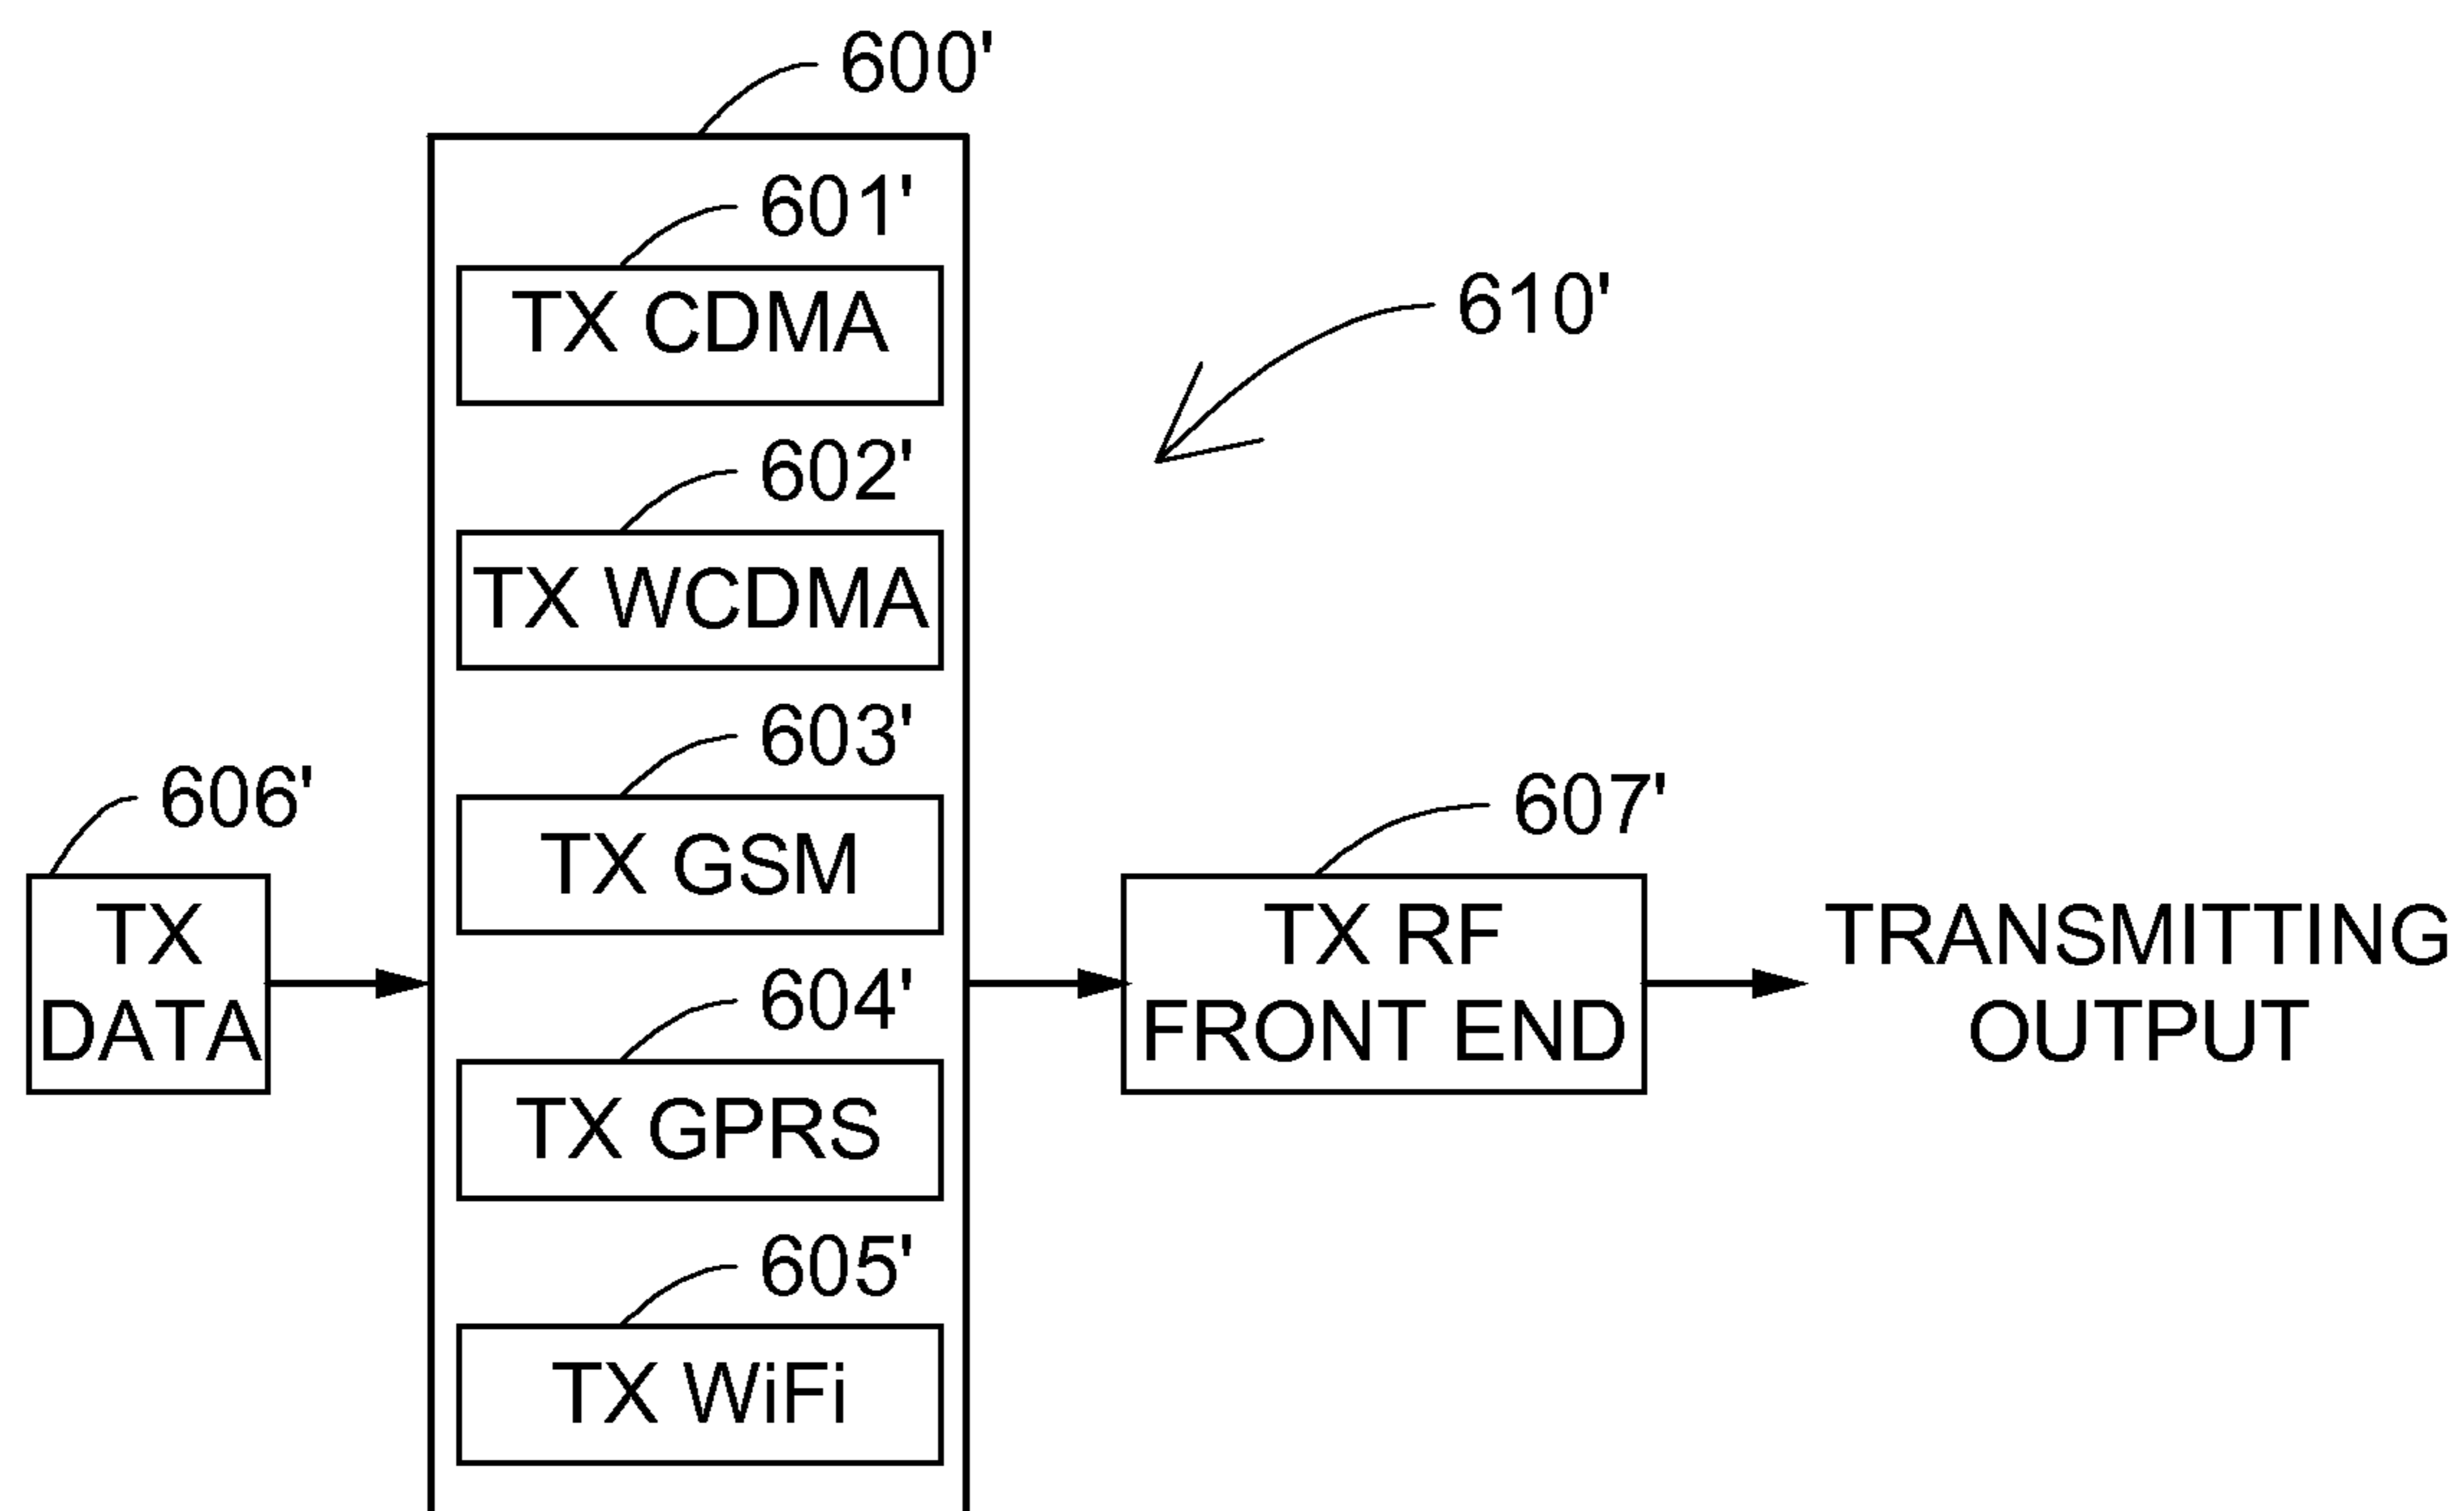 600'
601'
TX CDMA
610'
602'
TX WCDMA
603'
TX GSM
606'
TX
DATA
607'
TX RF
FRONT END
TRANSMITTING
OUTPUT
604'
TX GPRS
605'
TX WiFi